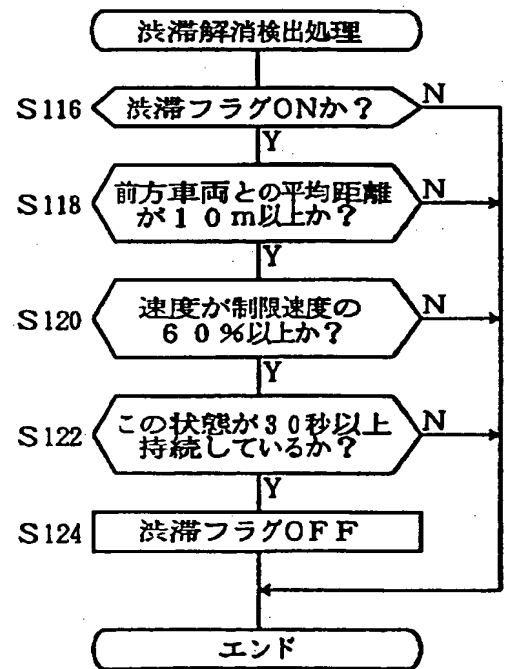 渋滞解消検出処理
S116 渋滞フラグONか？ N
Y
S118 前方車両との平均距離 N
が１０ｍ以上か？
Y
S120 速度が制限速度の N
６０％以上か？
Y
S122 この状態が３０秒以上 N
持続しているか？
Y
S124 渋滞フラグOFF
エンド